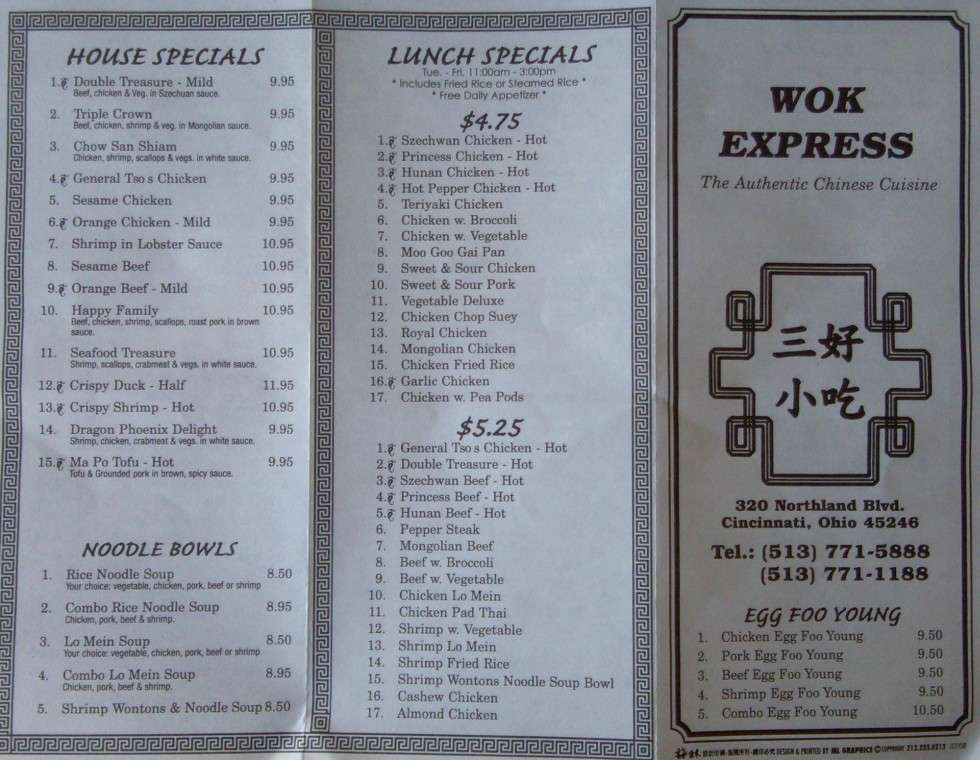 HOUSE SPECIALS
1. Double Treasure - Mild 9.95
Beef, chicken & Veg. in Szechuan sauce.
2. Triple Crown 9.95
Beef, chicken, shrimp & veg. in Mongolian sauce.
3. Chow San Shiam 9.95
Chicken, shrimp, scallops & vegs. in white sauce.
4. General Tso s Chicken 9.95
5. Sesame Chicken 9.95
6. Orange Chicken - Mild 9.95
7. Shrimp in Lobster Sauce 10.95
8. Sesame Beef 10.95
9. Orange Beef - Mild 10.95
10. Happy Family 10.95
Beef, chicken, shrimp, scallops, roast pork in brown
sauce.
11. Seafood Treasure 10.95
Shrimp, scallops, crabmeat & vegs. in white sauce.
12. Crispy Duck - Half 11.95
13. Crispy Shrimp - Hot 10.95
14. Dragon Phoenix Delight 9.95
Shrimp, chicken, crabmeat & vegs. in white sauce.
15. Ma Po Tofu - Hot 9.95
Tofu & Grounded pork in brown, spicy sauce.
NOODLE BOWLS
1. Rice Noodle Soup 8.50
Your choice: vegetable, chicken, pork, beef or shrimp
2. Combo Rice Noodle Soup 8.95
Chicken, pork, beef & shrimp.
3. Lo Mein Soup 8.50
Your choice: vegetable, chicken, pork, beef or shrimp
4. Combo Lo Mein Soup 8.95
Chicken, pork, beef & shrimp.
5. Shrimp Wontons & Noodle Soup 8.50
LUNCH SPECIALS
Tue. - Fri. 11:00am - 3:00pm
* Includes Fried Rice or Steamed Rice *
* Free Daily Appetizer *
$4.75
1. Szechwan Chicken - Hot
2. Princess Chicken - Hot
3. Hunan Chicken - Hot
4. Hot Pepper Chicken - Hot
5. Teriyaki Chicken
6. Chicken w. Broccoli
7. Chicken w. Vegetable
8. Moo Goo Gai Pan
9. Sweet & Sour Chicken
10. Sweet & Sour Pork
11. Vegetable Deluxe
12. Chicken Chop Suey
13. Royal Chicken
14. Mongolian Chicken
15. Chicken Fried Rice
16. Garlic Chicken
17. Chicken w. Pea Pods
$5.25
1. General Tso s Chicken - Hot
2. Double Treasure - Hot
3. Szechwan Beef - Hot
4. Princess Beef - Hot
5. Hunan Beef - Hot
6. Pepper Steak
7. Mongolian Beef
8. Beef w. Broccoli
9. Beef w. Vegetable
10. Chicken Lo Mein
11. Chicken Pad Thai
12. Shrimp w. Vegetable
13. Shrimp Lo Mein
14. Shrimp Fried Rice
15. Shrimp Wontons Noodle Soup Bowl
16. Cashew Chicken
17. Almond Chicken
WOK
EXPRESS
The Authentic Chinese Cuisine
三好
小吃
320 Northland Blvd.
Cincinnati, Ohio 45246
Tel.: (513) 771-5888
(513) 771-1188
EGG FOO YOUNG
1. Chicken Egg Foo Young 9.50
2. Pork Egg Foo Young 9.50
3. Beef Egg Foo Young 9.50
4. Shrimp Egg Foo Young 9.50
5. Combo Egg Foo Young 10.50
DESIGN & PRINTED BY GRAPHICS © COPYRIGHT 212.233.0213